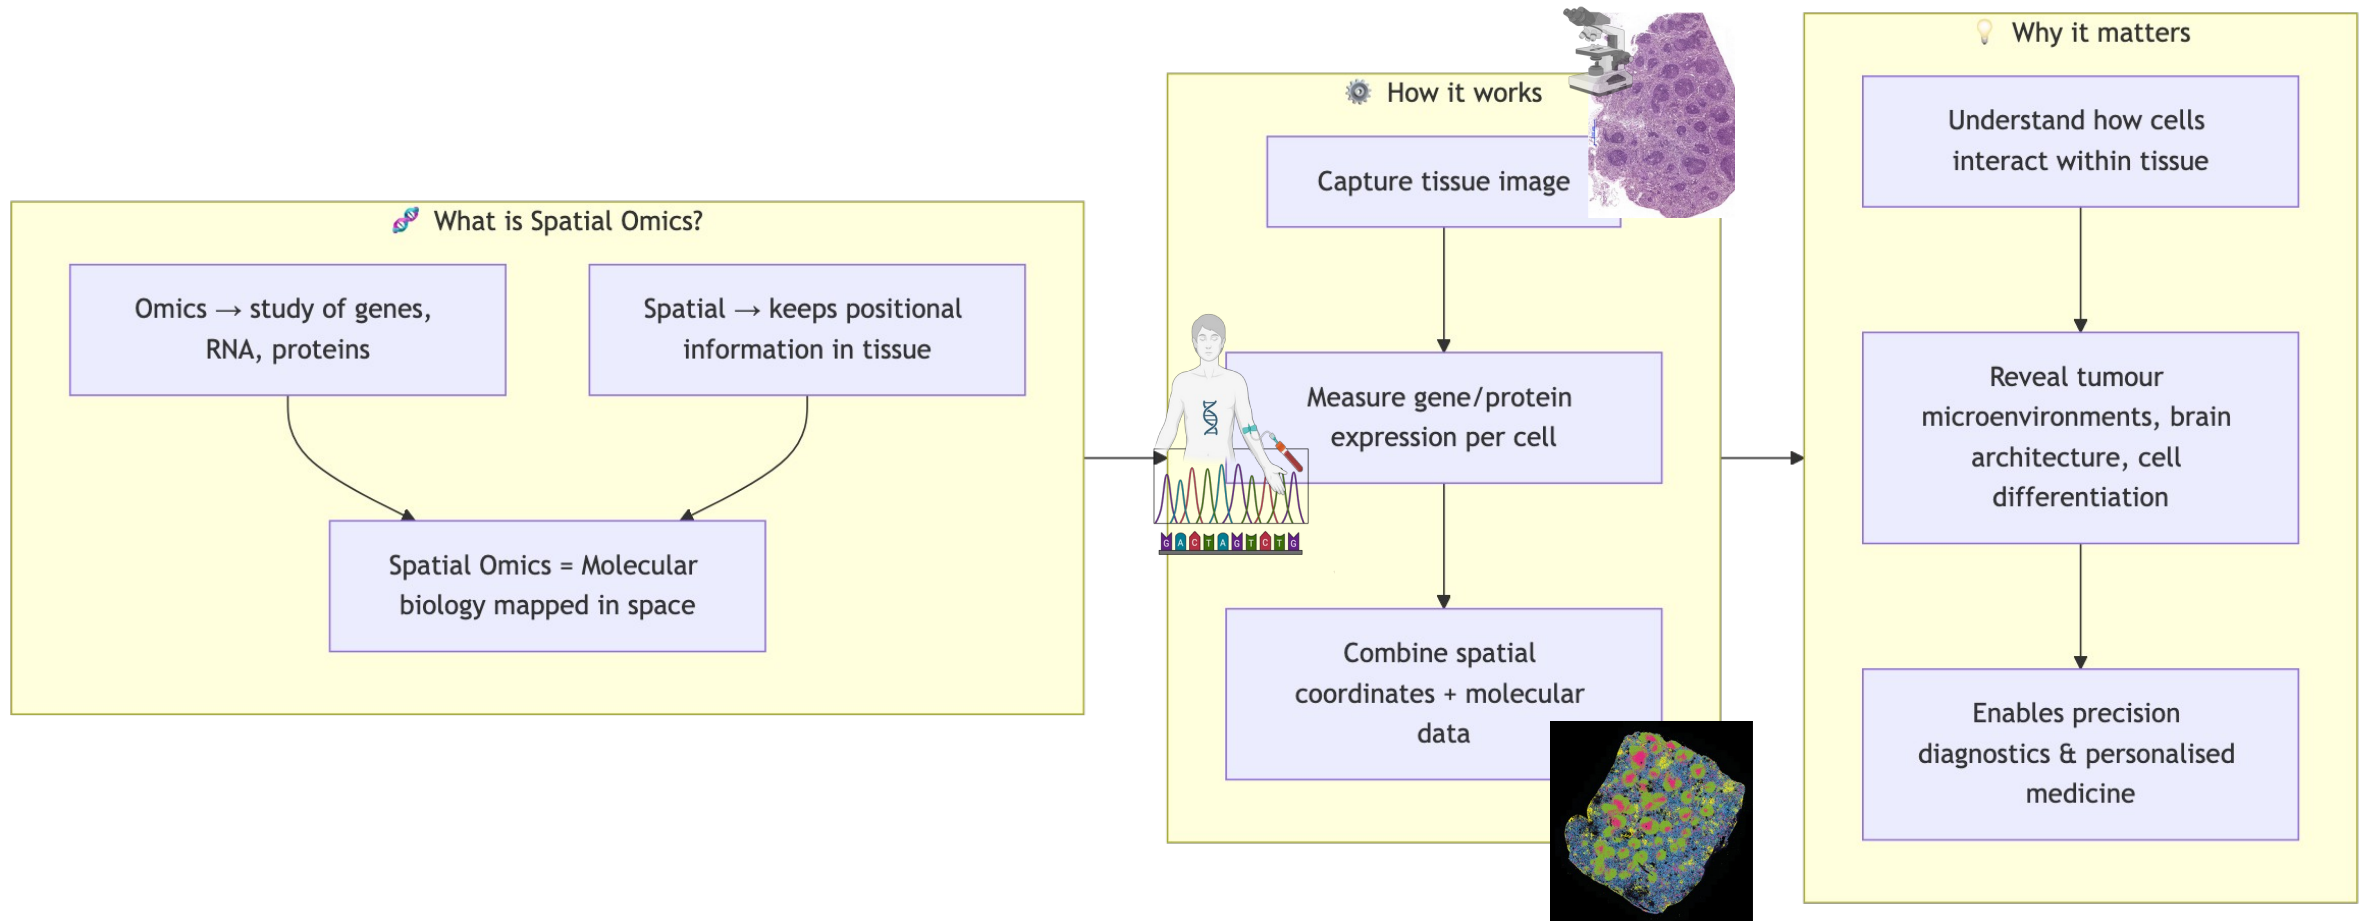 What is Spatial Omics?
Omics → study of genes,
RNA, proteins
Spatial → keeps positional
information in tissue
Spatial Omics = Molecular
biology mapped in space
How it works
Capture tissue image
Measure gene/protein
expression per cell
G A C T A G T C T G
Combine spatial
coordinates + molecular
data
Why it matters
Understand how cells
interact within tissue
Reveal tumour
microenvironments, brain
architecture, cell
differentiation
Enables precision
diagnostics & personalised
medicine